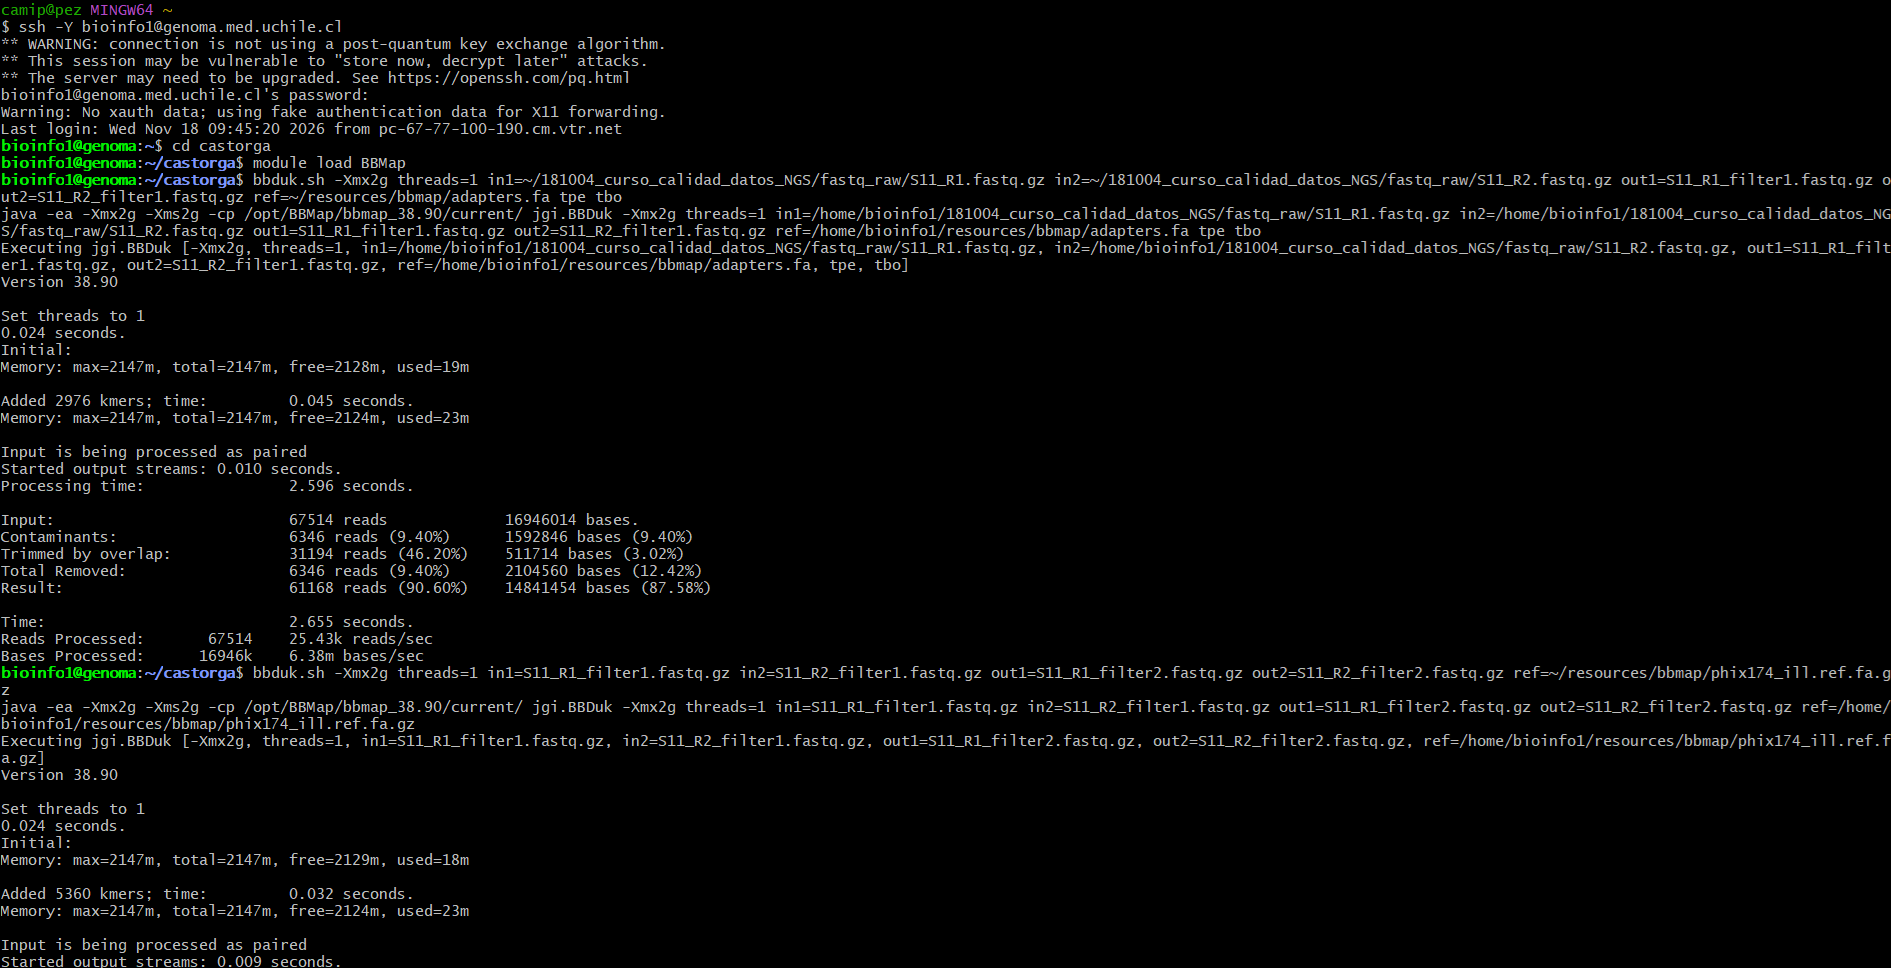 camip@pez MINGW64 ~
$ ssh -Y bioinfo1@genoma.med.uchile.cl
** WARNING: connection is not using a post-quantum key exchange algorithm.
** This session may be vulnerable to "store now, decrypt later" attacks.
** The server may need to be upgraded. See https://openssh.com/pq.html
bioinfo1@genoma.med.uchile.cl's password:
Warning: No xauth data; using fake authentication data for X11 forwarding.
Last login: Wed Nov 18 09:45:20 2026 from pc-67-77-100-190.cm.vtr.net
bioinfo1@genoma:~$ cd castorga
bioinfo1@genoma:~/castorga$ module load BBMap
bioinfo1@genoma:~/castorga$ bbduk.sh -Xmx2g threads=1 in1=~/181004_curso_calidad_datos_NGS/fastq_raw/S11_R1.fastq.gz in2=~/181004_curso_calidad_datos_NGS/fastq_raw/S11_R2.fastq.gz out1=S11_R1_filter1.fastq.gz o
ut2=S11_R2_filter1.fastq.gz ref=~/resources/bbmap/adapters.fa tpe tbo
java -ea -Xmx2g -Xms2g -cp /opt/BBMap/bbmap_38.90/current/ jgi.BBDuk -Xmx2g threads=1 in1=/home/bioinfo1/181004_curso_calidad_datos_NGS/fastq_raw/S11_R1.fastq.gz in2=/home/bioinfo1/181004_curso_calidad_datos_NG
S/fastq_raw/S11_R2.fastq.gz out1=S11_R1_filter1.fastq.gz out2=S11_R2_filter1.fastq.gz ref=/home/bioinfo1/resources/bbmap/adapters.fa tpe tbo
Executing jgi.BBDuk [-Xmx2g, threads=1, in1=/home/bioinfo1/181004_curso_calidad_datos_NGS/fastq_raw/S11_R1.fastq.gz, in2=/home/bioinfo1/181004_curso_calidad_datos_NGS/fastq_raw/S11_R2.fastq.gz, out1=S11_R1_filt
er1.fastq.gz, out2=S11_R2_filter1.fastq.gz, ref=/home/bioinfo1/resources/bbmap/adapters.fa, tpe, tbo]
Version 38.90
Set threads to 1
0.024 seconds.
Initial:
Memory: max=2147m, total=2147m, free=2128m, used=19m
Added 2976 kmers; time: 0.045 seconds.
Memory: max=2147m, total=2147m, free=2124m, used=23m
Input is being processed as paired
Started output streams: 0.010 seconds.
Processing time: 2.596 seconds.
Input: 67514 reads 16946014 bases.
Contaminants: 6346 reads (9.40%) 1592846 bases (9.40%)
Trimmed by overlap: 31194 reads (46.20%) 511714 bases (3.02%)
Total Removed: 6346 reads (9.40%) 2104560 bases (12.42%)
Result: 61168 reads (90.60%) 14841454 bases (87.58%)
Time: 2.655 seconds.
Reads Processed: 67514 25.43k reads/sec
Bases Processed: 16946k 6.38m bases/sec
bioinfo1@genoma:~/castorga$ bbduk.sh -Xmx2g threads=1 in1=S11_R1_filter1.fastq.gz in2=S11_R2_filter1.fastq.gz out1=S11_R1_filter2.fastq.gz out2=S11_R2_filter2.fastq.gz ref=~/resources/bbmap/phix174_ill.ref.fa.g
z
java -ea -Xmx2g -Xms2g -cp /opt/BBMap/bbmap_38.90/current/ jgi.BBDuk -Xmx2g threads=1 in1=S11_R1_filter1.fastq.gz in2=S11_R2_filter1.fastq.gz out1=S11_R1_filter2.fastq.gz out2=S11_R2_filter2.fastq.gz ref=/home/
bioinfo1/resources/bbmap/phix174_ill.ref.fa.gz
Executing jgi.BBDuk [-Xmx2g, threads=1, in1=S11_R1_filter1.fastq.gz, in2=S11_R2_filter1.fastq.gz, out1=S11_R1_filter2.fastq.gz, out2=S11_R2_filter2.fastq.gz, ref=/home/bioinfo1/resources/bbmap/phix174_ill.ref.f
a.gz]
Version 38.90
Set threads to 1
0.024 seconds.
Initial:
Memory: max=2147m, total=2147m, free=2129m, used=18m
Added 5360 kmers; time: 0.032 seconds.
Memory: max=2147m, total=2147m, free=2124m, used=23m
Input is being processed as paired
Started output streams: 0.009 seconds.